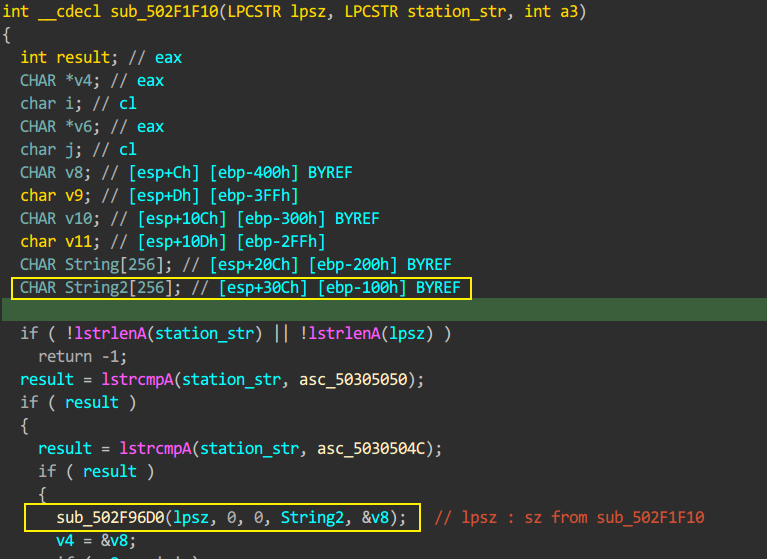 int __cdecl sub_502F1F10(LPCSTR lpsz, LPCSTR station_str, int a3)
{
int result; // eax
CHAR *v4; // eax
char i; // cl
CHAR *v6; // eax
char j; // cl
CHAR v8; // [esp+Ch] [ebp-400h] BYREF
char v9; // [esp+Dh] [ebp-3FFh]
CHAR v10; // [esp+10Ch] [ebp-300h] BYREF
char v11; // [esp+10Dh] [ebp-2FFh]
CHAR String[256]; // [esp+20Ch] [ebp-200h] BYREF
CHAR String2[256]; // [esp+30Ch] [ebp-100h] BYREF
if ( !lstrlenA(station_str) || !lstrlenA(lpsz) )
return -1;
result = lstrcmpA(station_str, asc_50305050);
if ( result )
{
result = lstrcmpA(station_str, asc_5030504C);
if ( result )
{
sub_502F96D0(lpsz, 0, 0, String2, &v8); // lpsz : sz from sub_502F1F10
v4 = &v8;